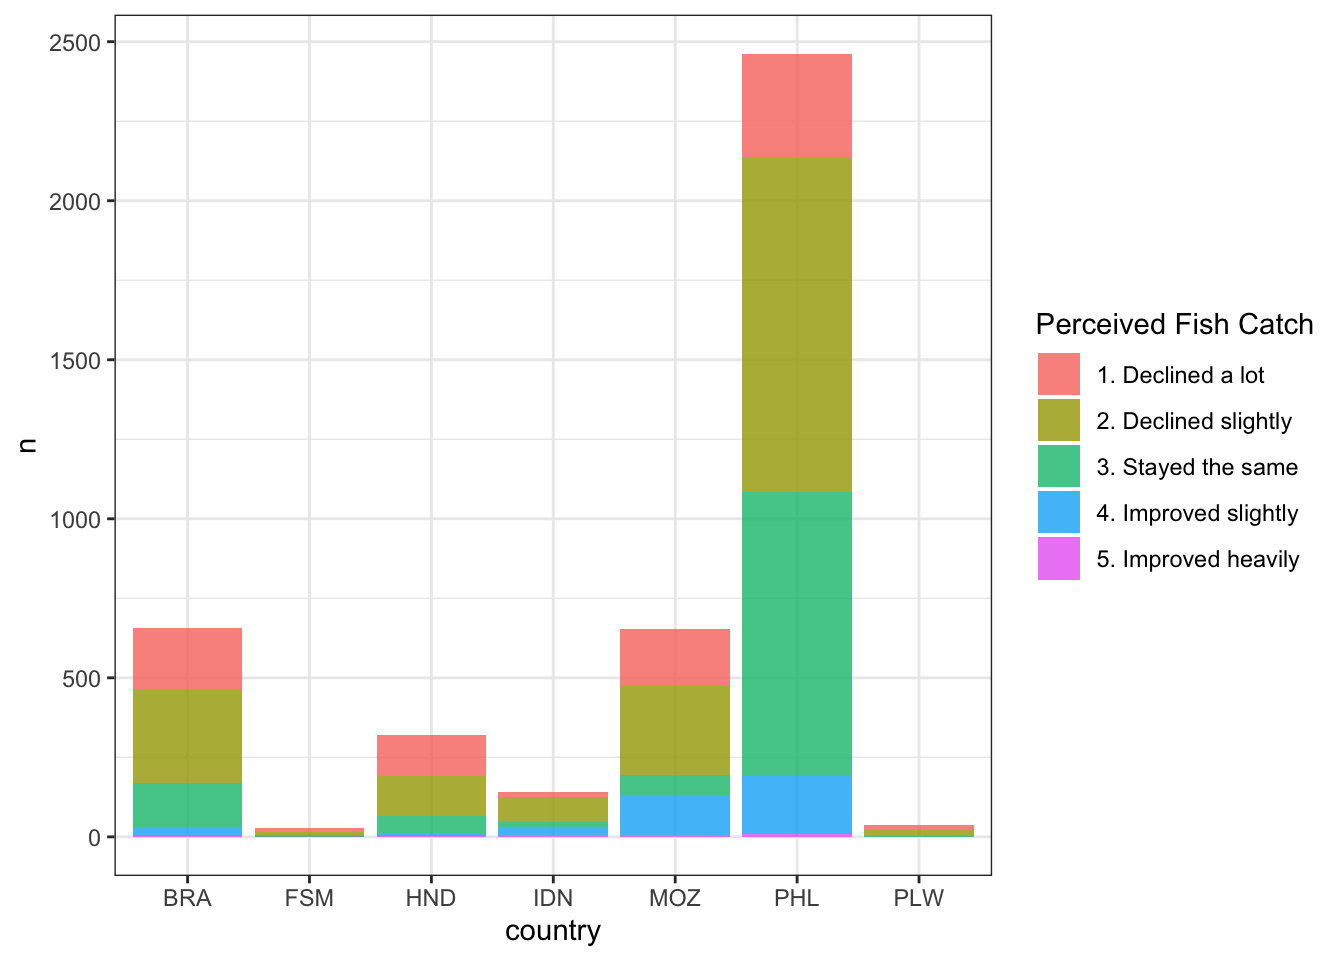 2500
2000
1500
1000
500
0
n
BRA FSM HND IDN MOZ PHL PLW
country
Perceived Fish Catch
1. Declined a lot
2. Declined slightly
3. Stayed the same
4. Improved slightly
5. Improved heavily